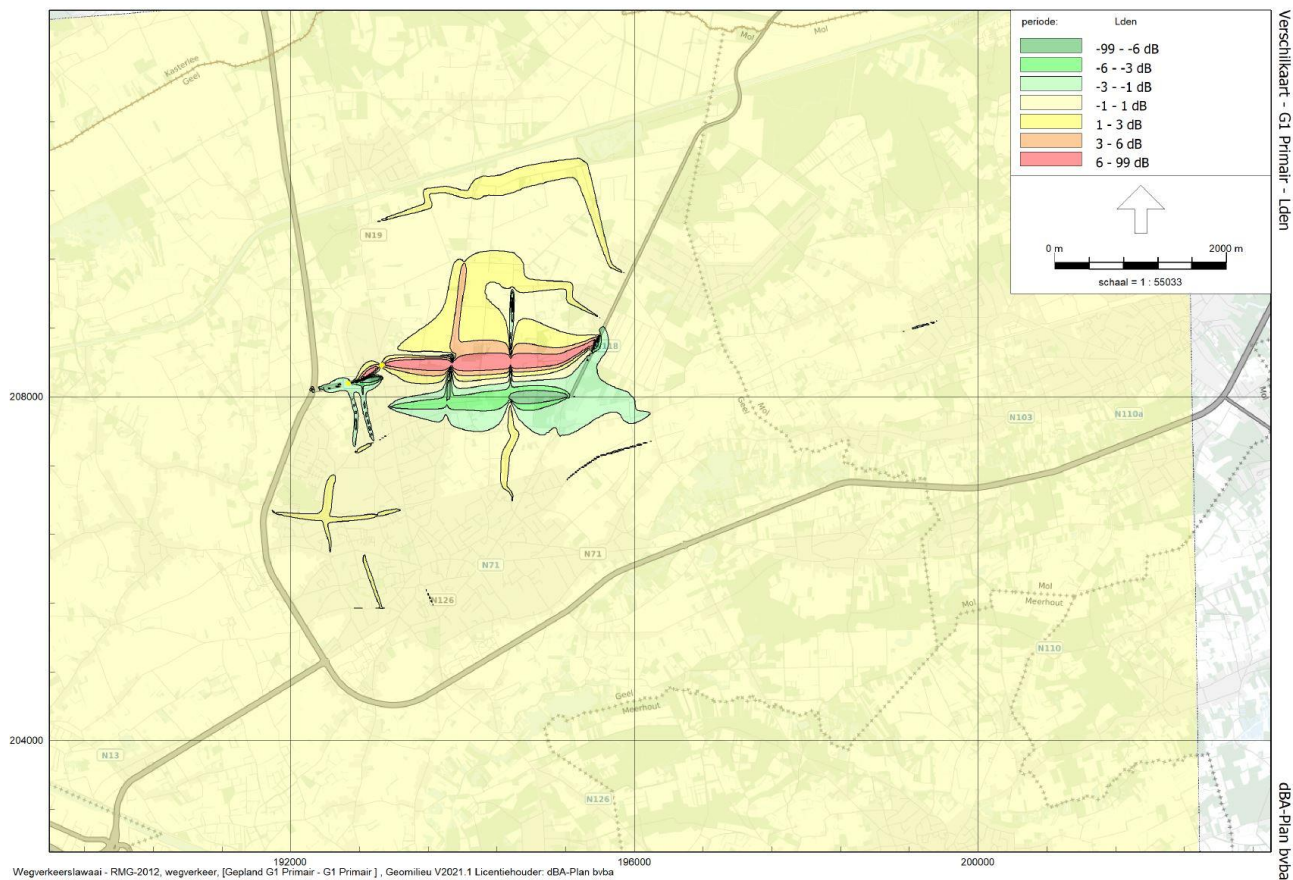 periode: Lden
-99 - -6 dB
-6 - -3 dB
-3 - -1 dB
-1 - 1 dB
1 - 3 dB
3 - 6 dB
6 - 99 dB
0 m 2000 m
schaal = 1 : 55033
Verschilkaart - G1 Primair - Lden
dBA-Plan bvba
Kasterlee
Geel
Mol
Mol
N19
208000
Geel
Mol
N103
N110a
Mol
N71
N71
N126
Mol
Mol
Meerhout
N110
Geel
Meerhout
204000
N13
N126
192000 196000 200000
Wegverkeerslawaai - RMG-2012, wegverkeer, [Gepland G1 Primair - G1 Primair ] , Geomilieu V2021.1 Licentiehouder: dBA-Plan bvba